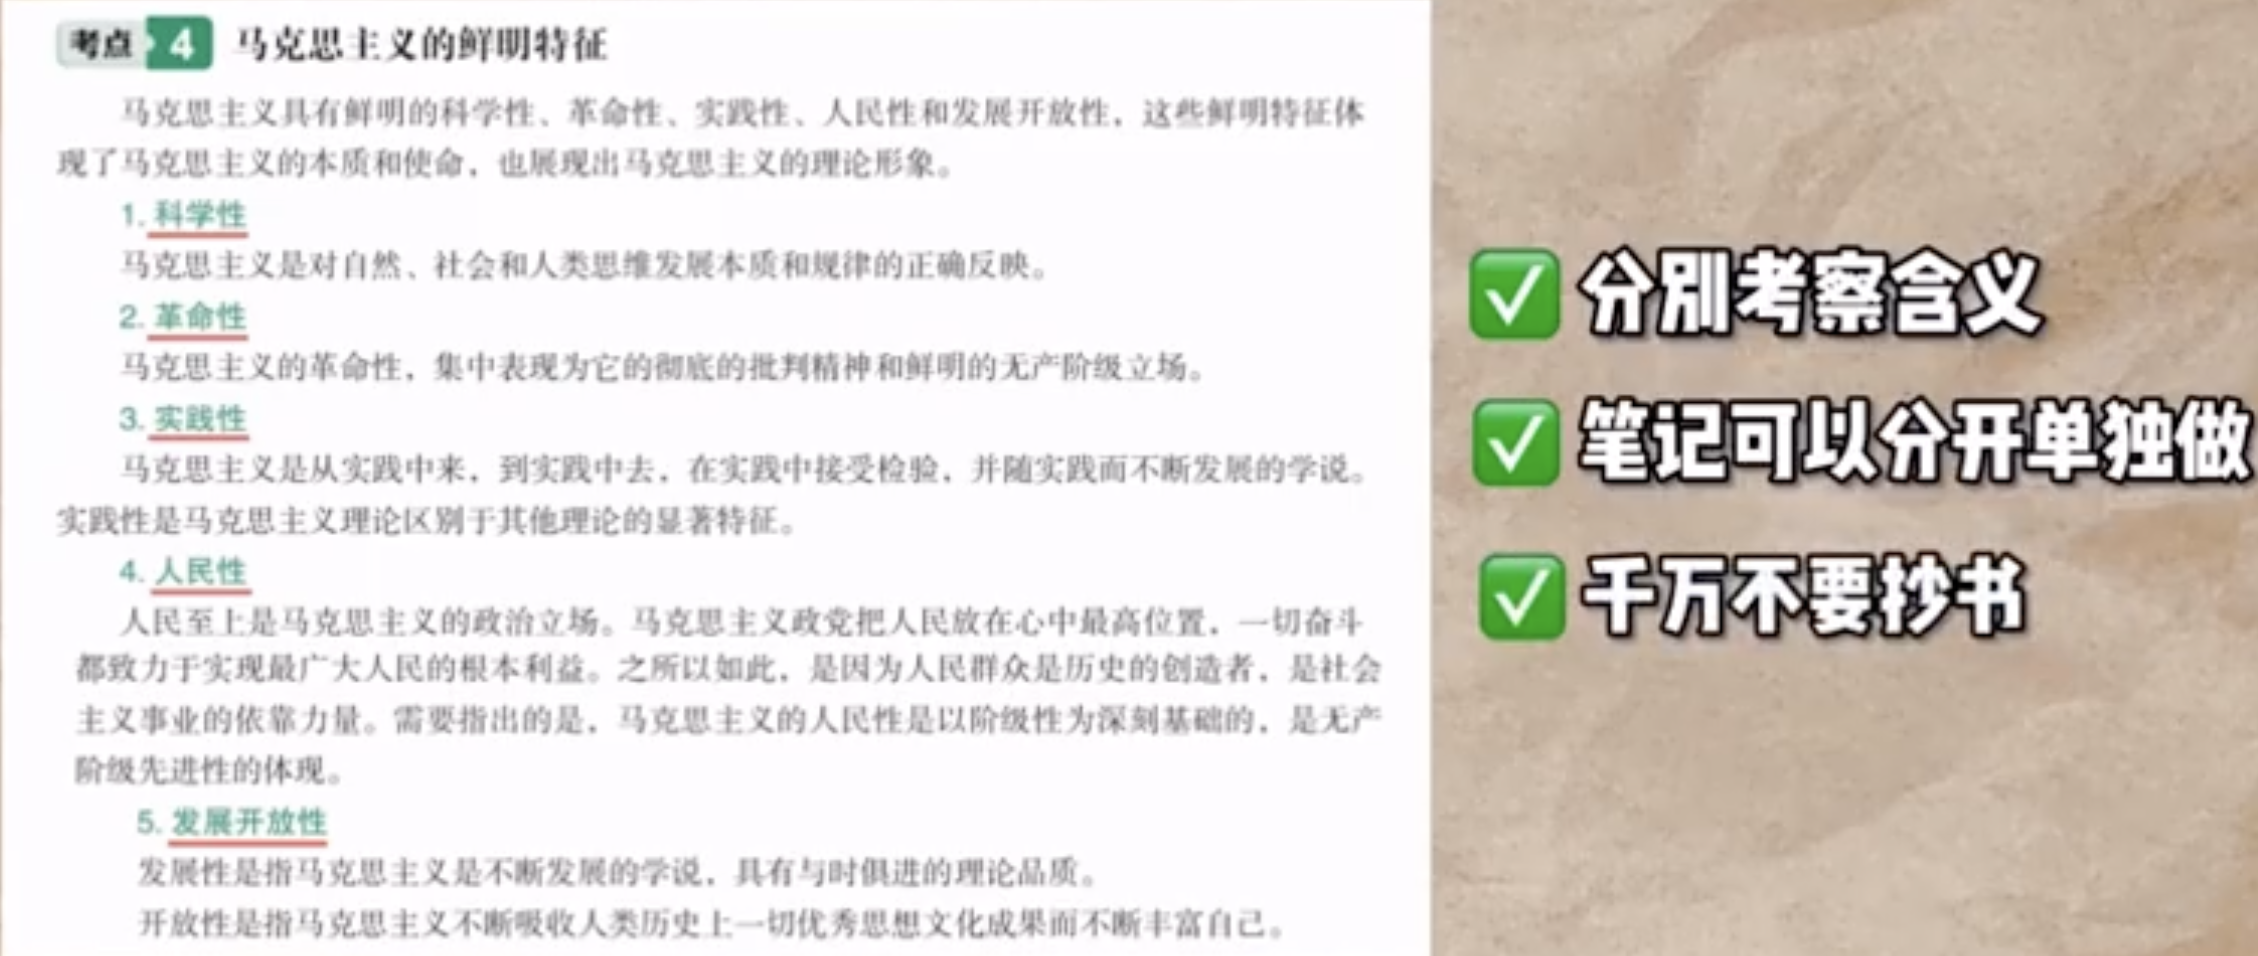 考点 4 马克思主义的鲜明特征
马克思主义具有鲜明的科学性、革命性、实践性、人民性和发展开放性，这些鲜明特征体
现了马克思主义的本质和使命，也展现出马克思主义的理论形象。
1. 科学性
马克思主义是对自然、社会和人类思维发展本质和规律的正确反映。
2. 革命性
马克思主义的革命性，集中表现为它的彻底的批判精神和鲜明的无产阶级立场。
3. 实践性
马克思主义是从实践中来，到实践中去，在实践中接受检验，并随实践而不断发展的学说。
实践性是马克思主义理论区别于其他理论的显著特征。
4. 人民性
人民至上是马克思主义的政治立场。马克思主义政党把人民放在心中最高位置，一切奋斗
都致力于实现最广大人民的根本利益。之所以如此，是因为人民群众是历史的创造者，是社会
主义事业的依靠力量。需要指出的是，马克思主义的人民性是以阶级性为深刻基础的，是无产
阶级先进性的体现。
5. 发展开放性
发展性是指马克思主义是不断发展的学说，具有与时俱进的理论品质。
开放性是指马克思主义不断吸收人类历史上一切优秀思想文化成果而不断丰富自己。
分别考察含义
笔记可以分开单独做
千万不要抄书